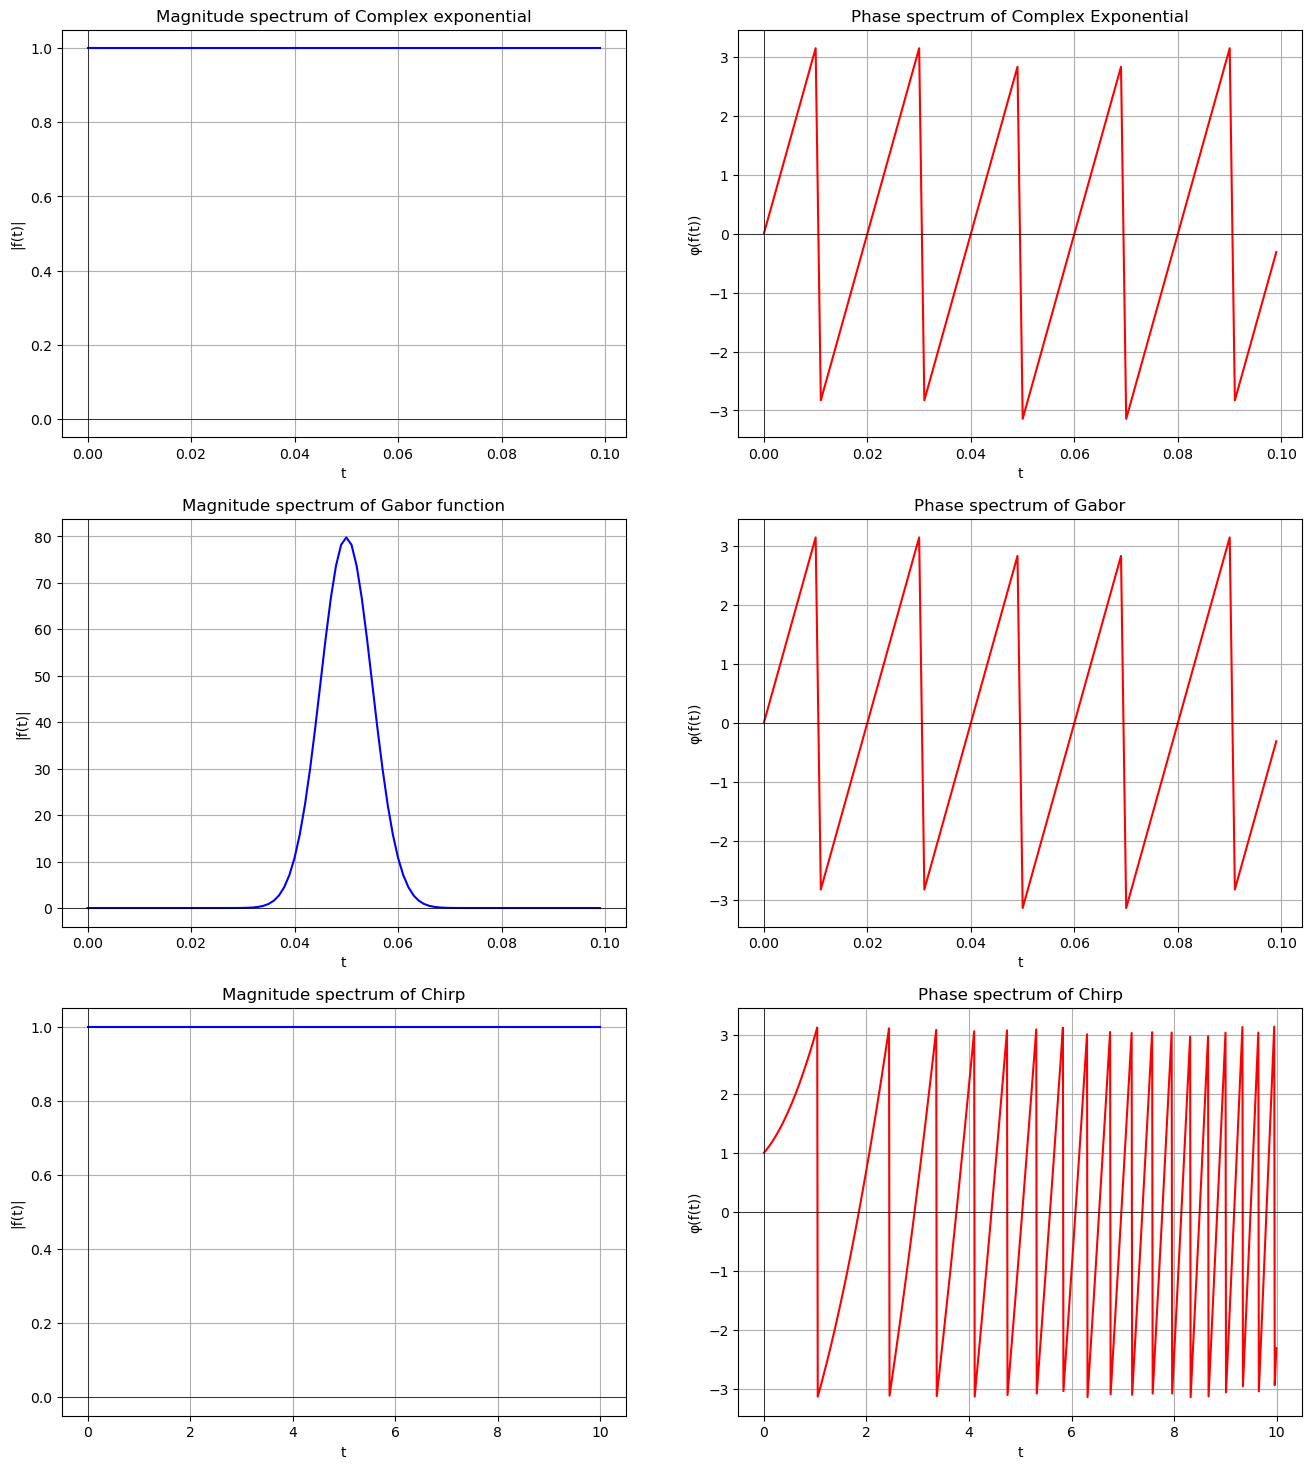 Magnitude spectrum of Complex exponential
|f(t)|
1.0
0.8
0.6
0.4
0.2
0.0
0.00 0.02 0.04 0.06 0.08 0.10
t
Phase spectrum of Complex Exponential
φ(f(t))
3
2
1
0
−1
−2
−3
0.00 0.02 0.04 0.06 0.08 0.10
t
Magnitude spectrum of Gabor function
|f(t)|
80
70
60
50
40
30
20
10
0
0.00 0.02 0.04 0.06 0.08 0.10
t
Phase spectrum of Gabor
φ(f(t))
3
2
1
0
−1
−2
−3
0.00 0.02 0.04 0.06 0.08 0.10
t
Magnitude spectrum of Chirp
|f(t)|
1.0
0.8
0.6
0.4
0.2
0.0
0 2 4 6 8 10
t
Phase spectrum of Chirp
φ(f(t))
3
2
1
0
−1
−2
−3
0 2 4 6 8 10
t